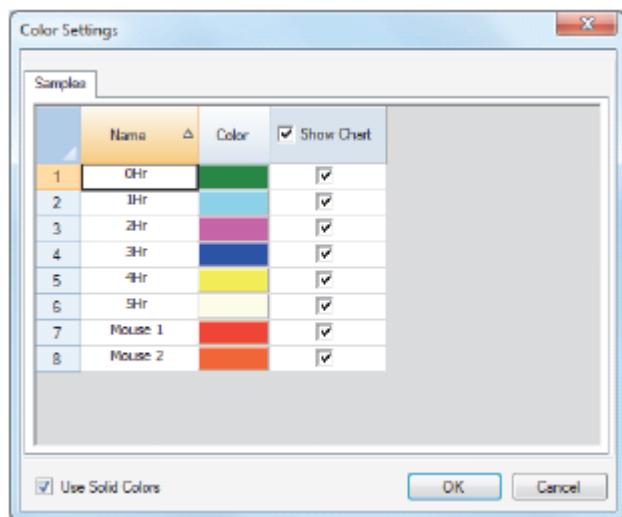 Color Settings
Samples
Name Color Show Chart
1 0Hr
2 1Hr
3 2Hr
4 3Hr
5 4Hr
6 5Hr
7 Mouse 1
8 Mouse 2
Use Solid Colors OK Cancel